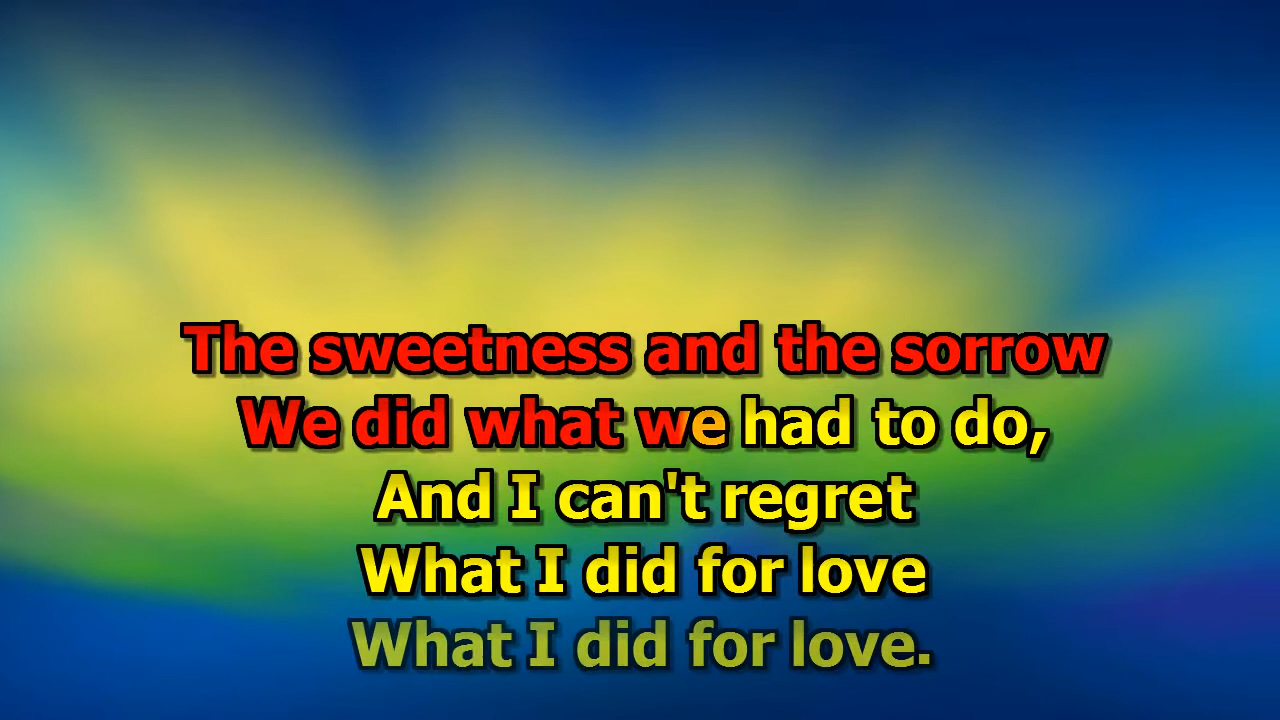 The sweetness and the sorrow
We did what we had to do,
And I can't regret
What I did for love
What I did for love.